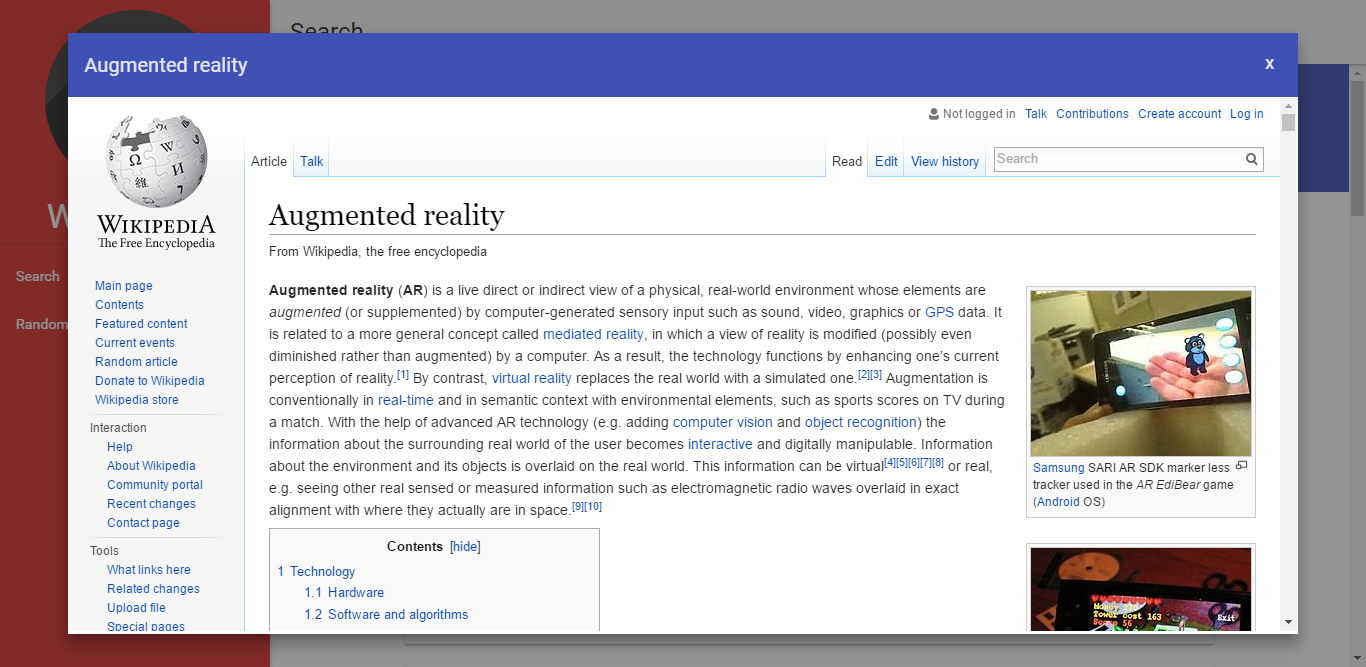 Search
Augmented reality
x
W
Search
Random
WIKIPEDIA
The Free Encyclopedia
Main page
Contents
Featured content
Current events
Random article
Donate to Wikipedia
Wikipedia store
Interaction
Help
About Wikipedia
Community portal
Recent changes
Contact page
Tools
What links here
Related changes
Upload file
Special pages
Not logged in Talk Contributions Create account Log in
Article Talk Read Edit View history Search
Augmented reality
From Wikipedia, the free encyclopedia
Augmented reality (AR) is a live direct or indirect view of a physical, real-world environment whose elements are
augmented (or supplemented) by computer-generated sensory input such as sound, video, graphics or GPS data. It
is related to a more general concept called mediated reality, in which a view of reality is modified (possibly even
diminished rather than augmented) by a computer. As a result, the technology functions by enhancing one’s current
perception of reality.[1] By contrast, virtual reality replaces the real world with a simulated one.[2][3] Augmentation is
conventionally in real-time and in semantic context with environmental elements, such as sports scores on TV during
a match. With the help of advanced AR technology (e.g. adding computer vision and object recognition) the
information about the surrounding real world of the user becomes interactive and digitally manipulable. Information
about the environment and its objects is overlaid on the real world. This information can be virtual[4][5][6][7][8] or real,
e.g. seeing other real sensed or measured information such as electromagnetic radio waves overlaid in exact
alignment with where they actually are in space.[9][10]
Contents [hide]
1 Technology
1.1 Hardware
1.2 Software and algorithms
Samsung SARI AR SDK marker less
tracker used in the AR EdiBear game
(Android OS)
Tower cost 163
Exit